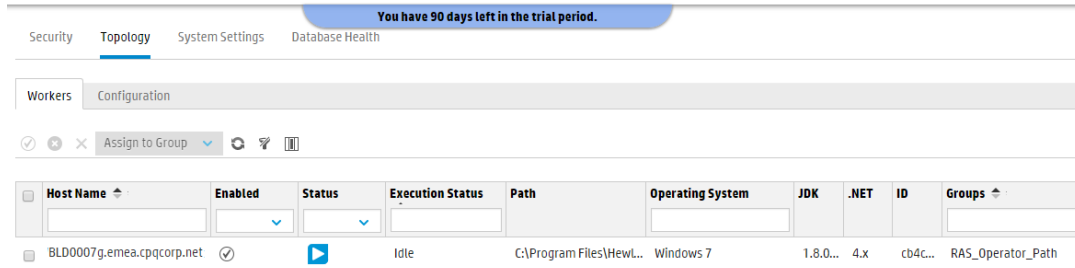 You have 90 days left in the trial period.
Security Topology System Settings Database Health
Workers Configuration
Assign to Group
Host Name Enabled Status Execution Status Path Operating System JDK .NET ID Groups
BLD0007g.emea.cpqcorp.net Idle C:\Program Files\Hewl... Windows 7 1.8.0... 4.x cb4c... RAS_Operator_Path